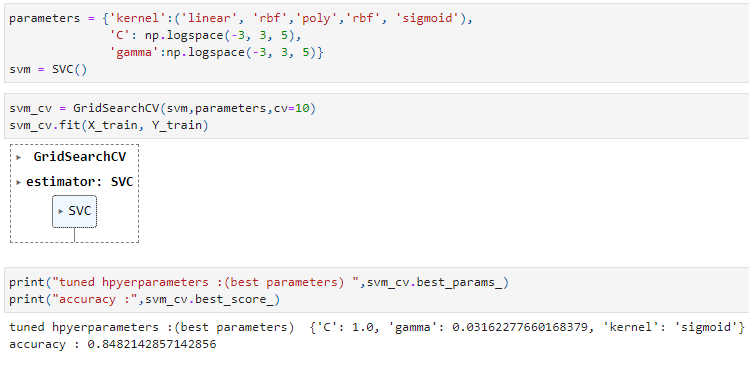 parameters = {'kernel':('linear', 'rbf','poly','rbf', 'sigmoid'),
              'C': np.logspace(-3, 3, 5),
              'gamma':np.logspace(-3, 3, 5)}
svm = SVC()
svm_cv = GridSearchCV(svm,parameters,cv=10)
svm_cv.fit(X_train, Y_train)
▸ GridSearchCV
▸ estimator: SVC
▸ SVC
print("tuned hpyerparameters :(best parameters) ",svm_cv.best_params_)
print("accuracy :",svm_cv.best_score_)
tuned hpyerparameters :(best parameters)  {'C': 1.0, 'gamma': 0.03162277660168379, 'kernel': 'sigmoid'}
accuracy : 0.8482142857142856